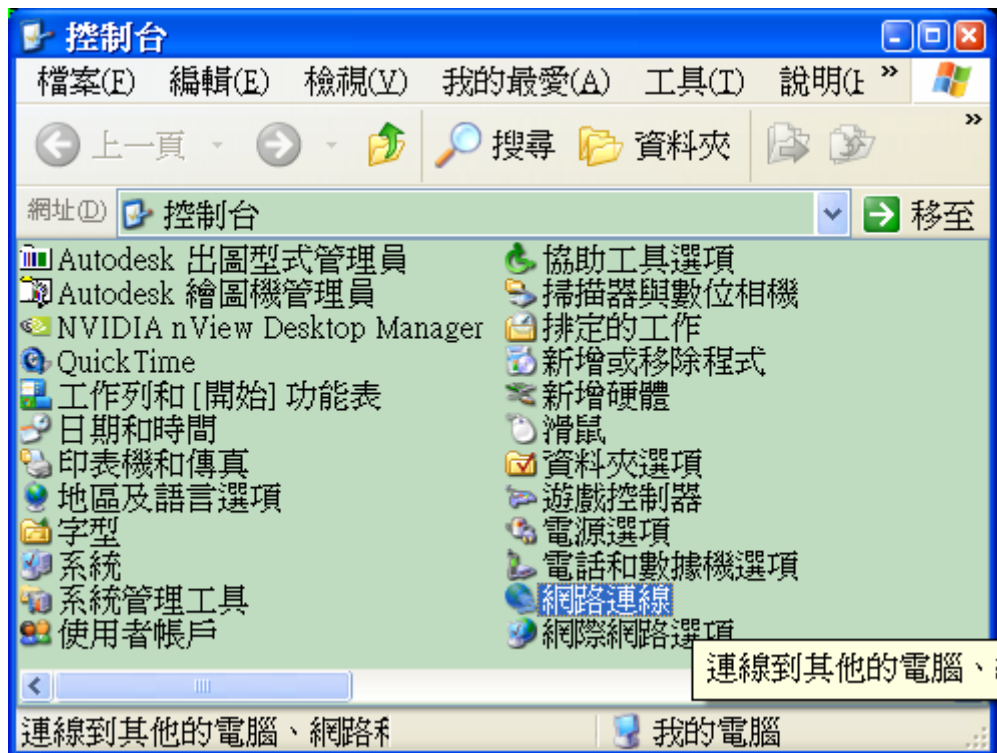 控制台
檔案(F) 編輯(E) 檢視(V) 我的最愛(A) 工具(T) 說明(H »
上一頁 搜尋 資料夾 »
網址(D) 控制台 移至
Autodesk 出圖型式管理員
Autodesk 繪圖機管理員
NVIDIA nView Desktop Manager
QuickTime
工作列和 [開始] 功能表
日期和時間
印表機和傳真
地區及語言選項
字型
系統
系統管理工具
使用者帳戶
協助工具選項
掃描器與數位相機
排定的工作
新增或移除程式
新增硬體
滑鼠
資料夾選項
遊戲控制器
電源選項
電話和數據機選項
網路連線
網際網路選項
連線到其他的電腦、
連線到其他的電腦、網路和 我的電腦